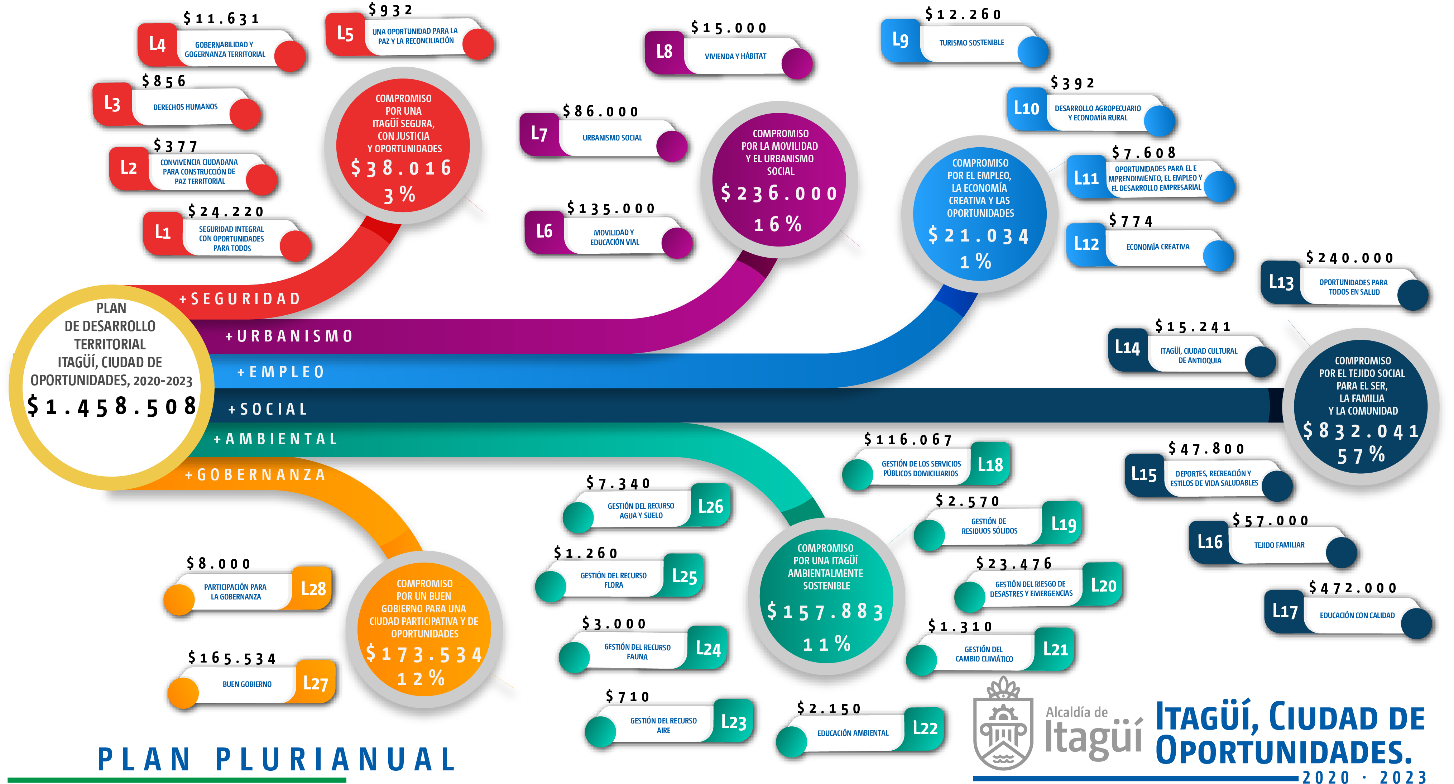 PLAN
DE DESARROLLO
TERRITORIAL
ITAGÜÍ, CIUDAD DE
OPORTUNIDADES, 2020-2023
$1.458.508
+SEGURIDAD
+URBANISMO
+EMPLEO
+SOCIAL
+AMBIENTAL
+GOBERNANZA
COMPROMISO
POR UNA
ITAGÜÍ SEGURA,
CON JUSTICIA
Y OPORTUNIDADES
$38.016
3%
$24.220
L1
SEGURIDAD INTEGRAL
CON OPORTUNIDADES
PARA TODOS
$377
L2
CONVIVENCIA CIUDADANA
PARA CONSTRUCCIÓN DE
PAZ TERRITORIAL
$856
L3
DERECHOS HUMANOS
$11.631
L4
GOBERNABILIDAD Y
GOGERNANZA TERRITORIAL
$932
L5
UNA OPORTUNIDAD PARA LA
PAZ Y LA RECONCILIACIÓN
COMPROMISO
POR LA MOVILIDAD
Y EL URBANISMO
SOCIAL
$236.000
16%
$135.000
L6
MOVILIDAD Y
EDUCACIÓN VIAL
$86.000
L7
URBANISMO SOCIAL
$15.000
L8
VIVIENDA Y HÁBITAT
COMPROMISO
POR EL EMPLEO,
LA ECONOMÍA
CREATIVA Y LAS
OPORTUNIDADES
$21.034
1%
$12.260
L9
TURISMO SOSTENIBLE
$392
L10
DESARROLLO AGROPECUARIO
Y ECONOMÍA RURAL
$7.608
L11
OPORTUNIDADES PARA EL E
MPRENDIMIENTO, EL EMPLEO Y
EL DESARROLLO EMPRESARIAL
$774
L12
ECONOMÍA CREATIVA
COMPROMISO
POR EL TEJIDO SOCIAL
PARA EL SER,
LA FAMILIA
Y LA COMUNIDAD
$832.041
57%
$240.000
L13
OPORTUNIDADES PARA
TODOS EN SALUD
$15.241
L14
ITAGÜÍ, CIUDAD CULTURAL
DE ANTIOQUIA
$47.800
L15
DEPORTES, RECREACIÓN Y
ESTILOS DE VIDA SALUDABLES
$57.000
L16
TEJIDO FAMILIAR
$472.000
L17
EDUCACIÓN CON CALIDAD
COMPROMISO
POR UNA ITAGÜÍ
AMBIENTALMENTE
SOSTENIBLE
$157.883
11%
$116.067
GESTIÓN DE LOS SERVICIOS
PÚBLICOS DOMICILIARIOS
L18
$2.570
GESTIÓN DE
RESIDUOS SÓLIDOS
L19
$23.476
GESTIÓN DEL RIESGO DE
DESASTRES Y EMERGENCIAS
L20
$1.310
GESTIÓN DEL
CAMBIO CLIMÁTICO
L21
$2.150
EDUCACIÓN AMBIENTAL
L22
$710
GESTIÓN DEL RECURSO
AIRE
L23
$3.000
GESTIÓN DEL RECURSO
FAUNA
L24
$1.260
GESTIÓN DEL RECURSO
FLORA
L25
$7.340
GESTIÓN DEL RECURSO
AGUA Y SUELO
L26
COMPROMISO
POR UN BUEN
GOBIERNO PARA UNA
CIUDAD PARTICIPATIVA Y DE
OPORTUNIDADES
$173.534
12%
$165.534
BUEN GOBIERNO
L27
$8.000
PARTICIPACIÓN PARA
LA GOBERNANZA
L28
PLAN PLURIANUAL
Alcaldía de
Itagüí
ITAGÜÍ, CIUDAD DE
OPORTUNIDADES.
2020 · 2023